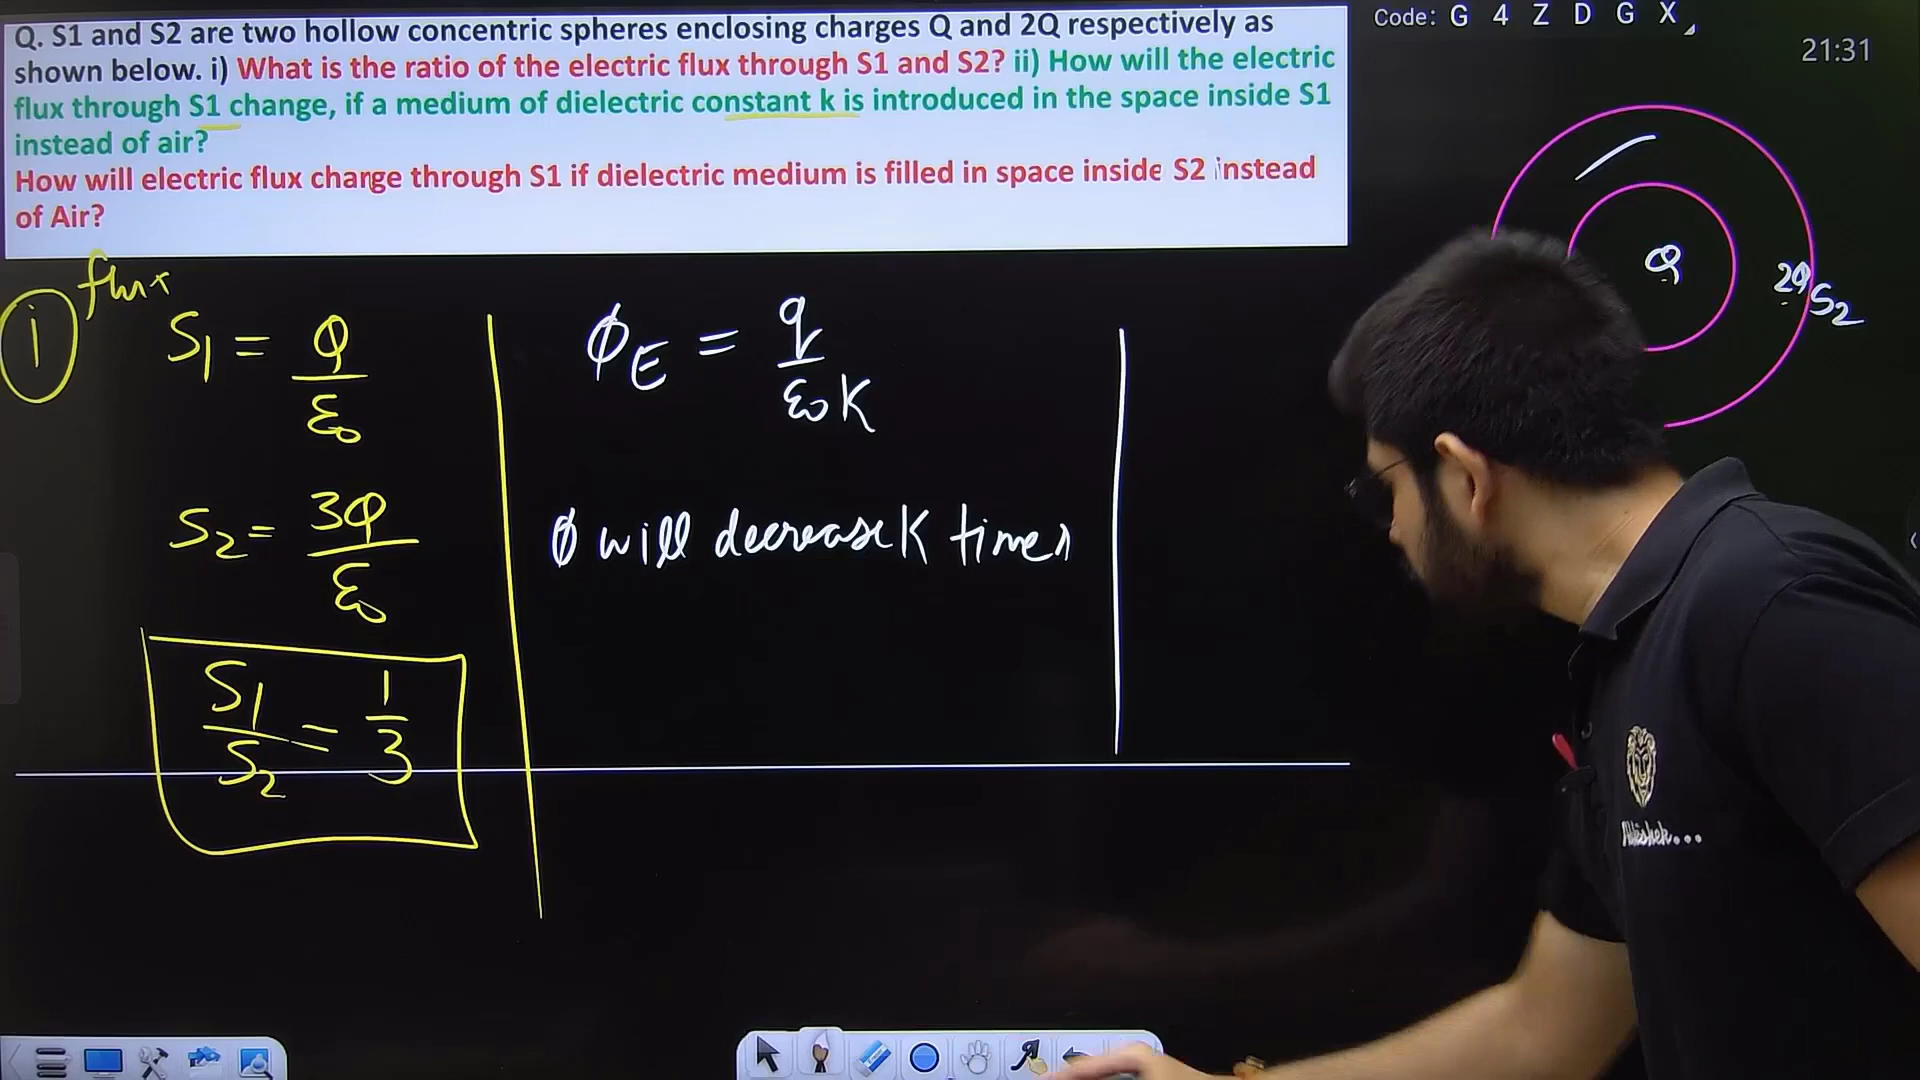 Q. S1 and S2 are two hollow concentric spheres enclosing charges Q and 2Q respectively as
shown below. i) What is the ratio of the electric flux through S1 and S2? ii) How will the electric
flux through S1 change, if a medium of dielectric constant k is introduced in the space inside S1
instead of air?
How will electric flux charge through S1 if dielectric medium is filled in space inside S2 instead
of Air?
Code: G 4 Z D G X
21:31
Q
2Q
S2
i
flux
S1 = Q/ε0
S2 = 3Q/ε0
S1/S2 = 1/3
ϕE = q/ε0K
ϕ will decrease K times
Abhishek...